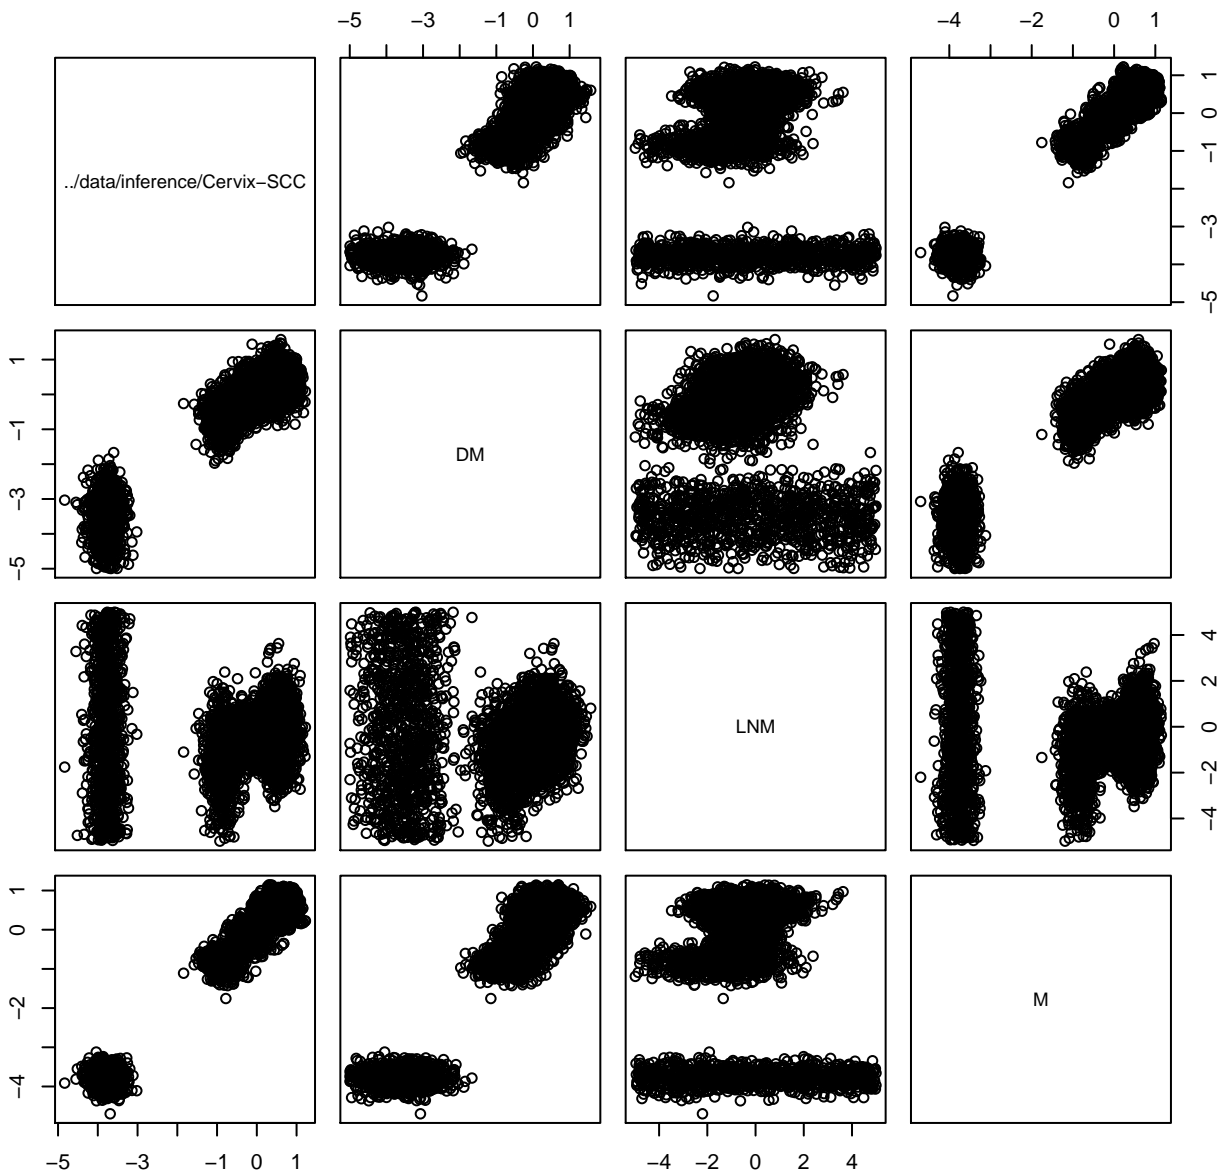 −5 −3 −1 0 1 −4 −2 0 1
../data/inference/Cervix−SCC
−5 −3 −1 0 1
−5 −3 −1 1
DM
LNM
−4 −2 0 2 4
−4 −2 0 1
M
−5 −3 −1 0 1 −4 −2 0 2 4